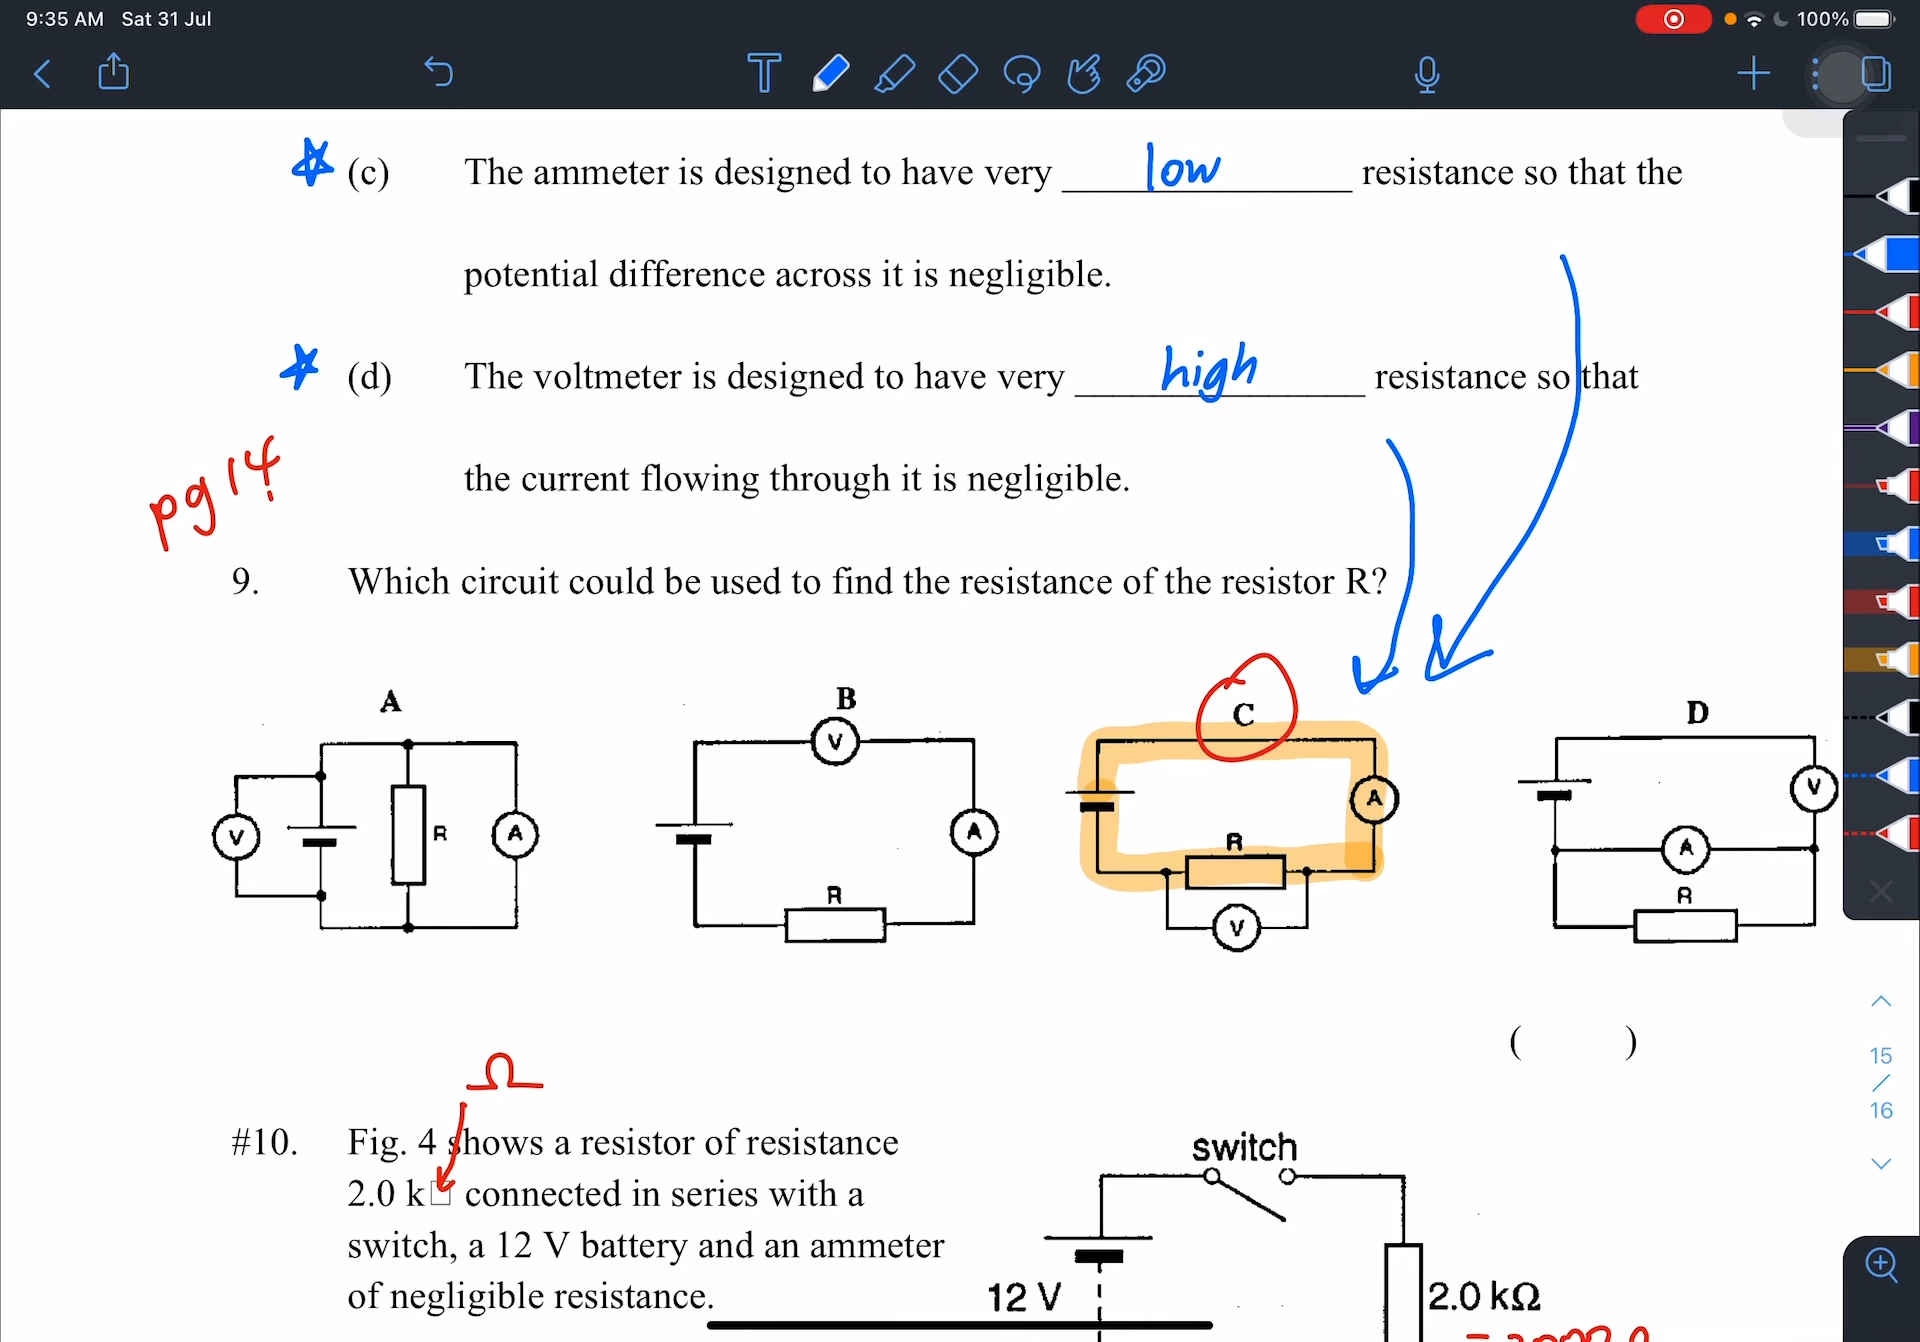 9:35 AM Sat 31 Jul
100%
(c) The ammeter is designed to have very low resistance so that the
potential difference across it is negligible.
(d) The voltmeter is designed to have very high resistance so that
the current flowing through it is negligible.
pg 14
9. Which circuit could be used to find the resistance of the resistor R?
A B C D
V R A
V A R
A R V
V A R
( )
Ω
#10. Fig. 4 shows a resistor of resistance
2.0 k□ connected in series with a
switch, a 12 V battery and an ammeter
of negligible resistance.
switch
12 V
2.0 kΩ
15
/
16